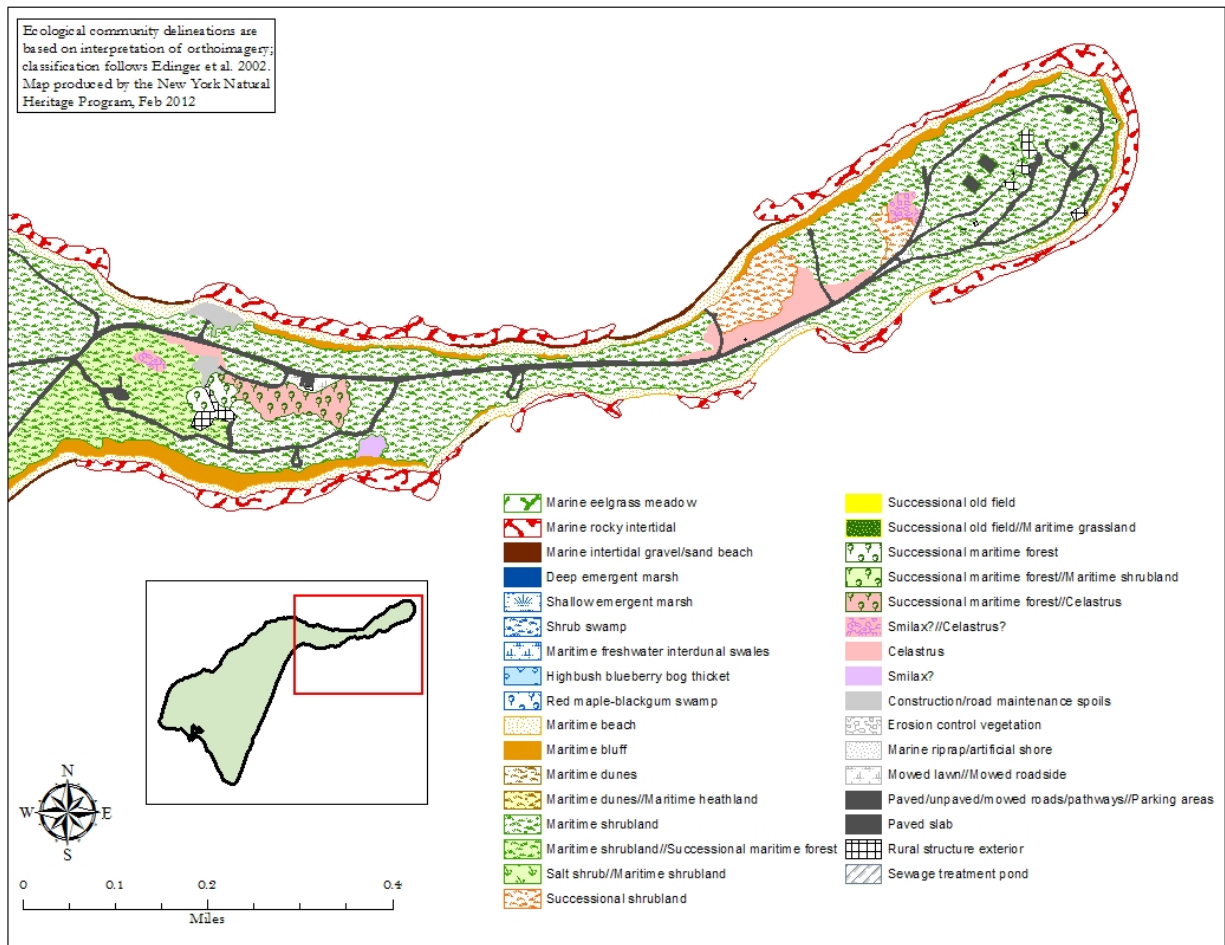 Ecological community delineations are
based on interpretation of orthoimagery;
classification follows Edinger et al. 2002.
Map produced by the New York Natural
Heritage Program, Feb 2012
Marine eelgrass meadow
Marine rocky intertidal
Marine intertidal gravel/sand beach
Deep emergent marsh
Shallow emergent marsh
Shrub swamp
Maritime freshwater interdunal swales
Highbush blueberry bog thicket
Red maple-blackgum swamp
Maritime beach
Maritime bluff
Maritime dunes
Maritime dunes//Maritime heathland
Maritime shrubland
Maritime shrubland//Successional maritime forest
Salt shrub//Maritime shrubland
Successional shrubland
Successional old field
Successional old field//Maritime grassland
Successional maritime forest
Successional maritime forest//Maritime shrubland
Successional maritime forest//Celastrus
Smilax?//Celastrus?
Celastrus
Smilax?
Construction/road maintenance spoils
Erosion control vegetation
Marine riprap/artificial shore
Mowed lawn//Mowed roadside
Paved/unpaved/mowed roads/pathways//Parking areas
Paved slab
Rural structure exterior
Sewage treatment pond
N
W E
S
0 0.1 0.2 0.4
Miles